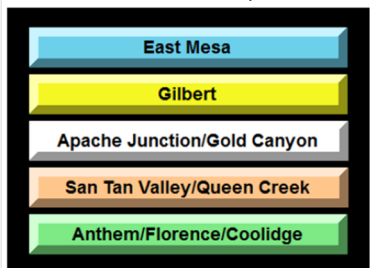 East Mesa
Gilbert
Apache Junction/Gold Canyon
San Tan Valley/Queen Creek
Anthem/Florence/Coolidge